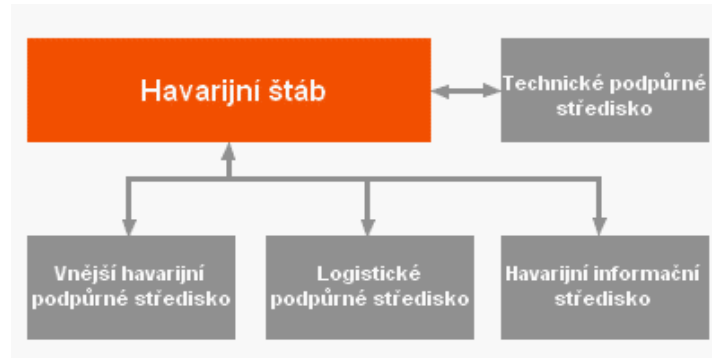 Havarijní štáb
Technické podpůrné
středisko
Vnější havarijní
podpůrné středisko
Logistické
podpůrné středisko
Havarijní informační
středisko